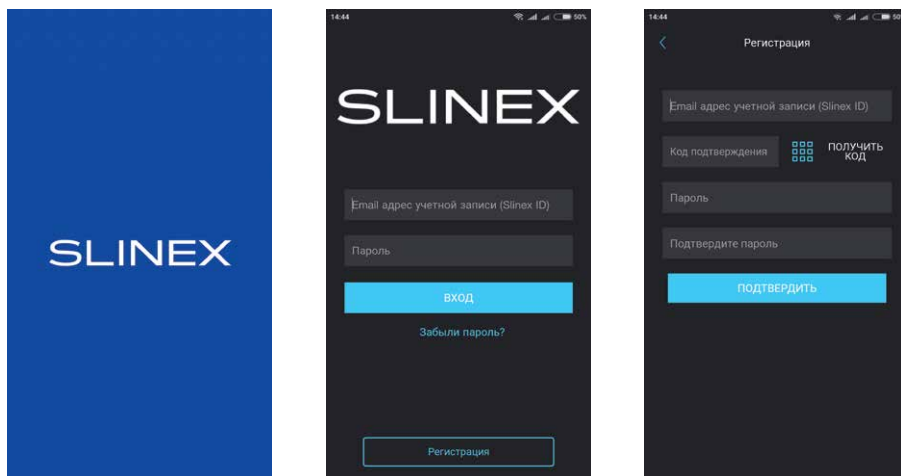 SLINEX
14:44
50%
SLINEX
Email адрес учетной записи (Slinex ID)
Пароль
ВХОД
Забыли пароль?
Регистрация
14:44
50
Регистрация
Email адрес учетной записи (Slinex ID)
Код подтверждения
ПОЛУЧИТЬ
КОД
Пароль
Подтвердите пароль
ПОДТВЕРДИТЬ